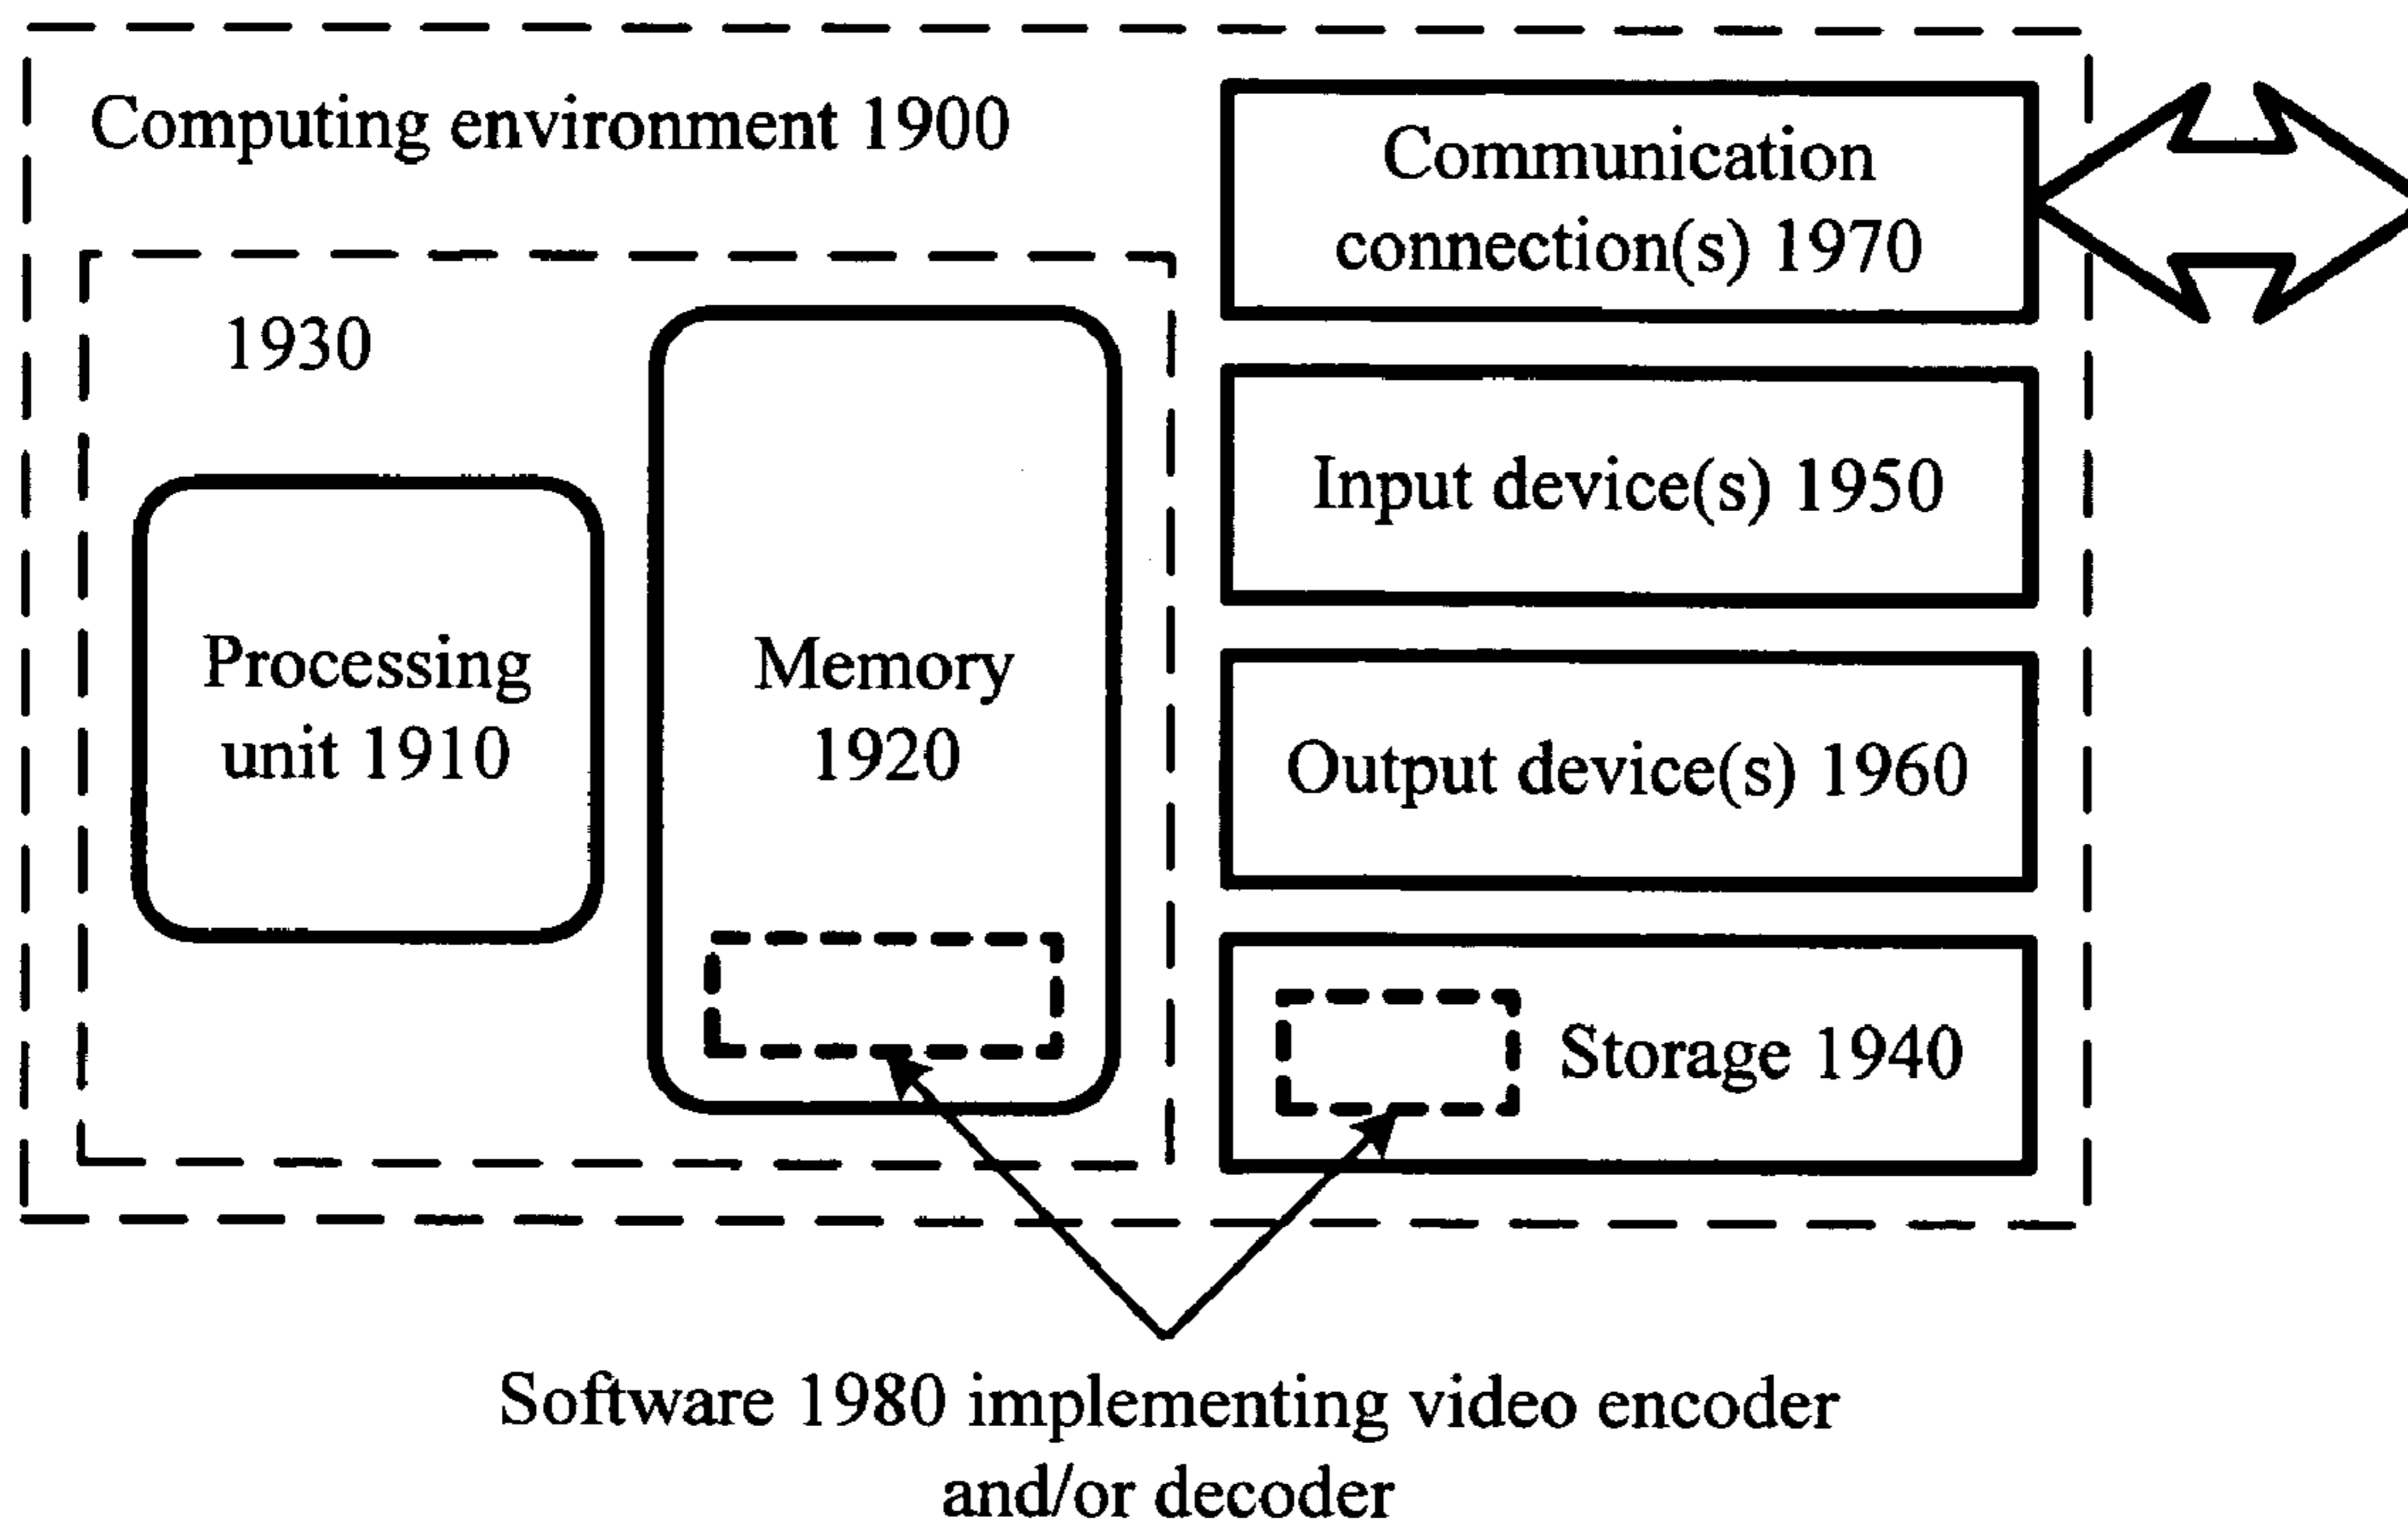 Computing environment 1900
1930
Processing
unit 1910
Memory
1920
Communication
connection(s) 1970
Input device(s) 1950
Output device(s) 1960
Storage 1940
Software 1980 implementing video encoder
and/or decoder